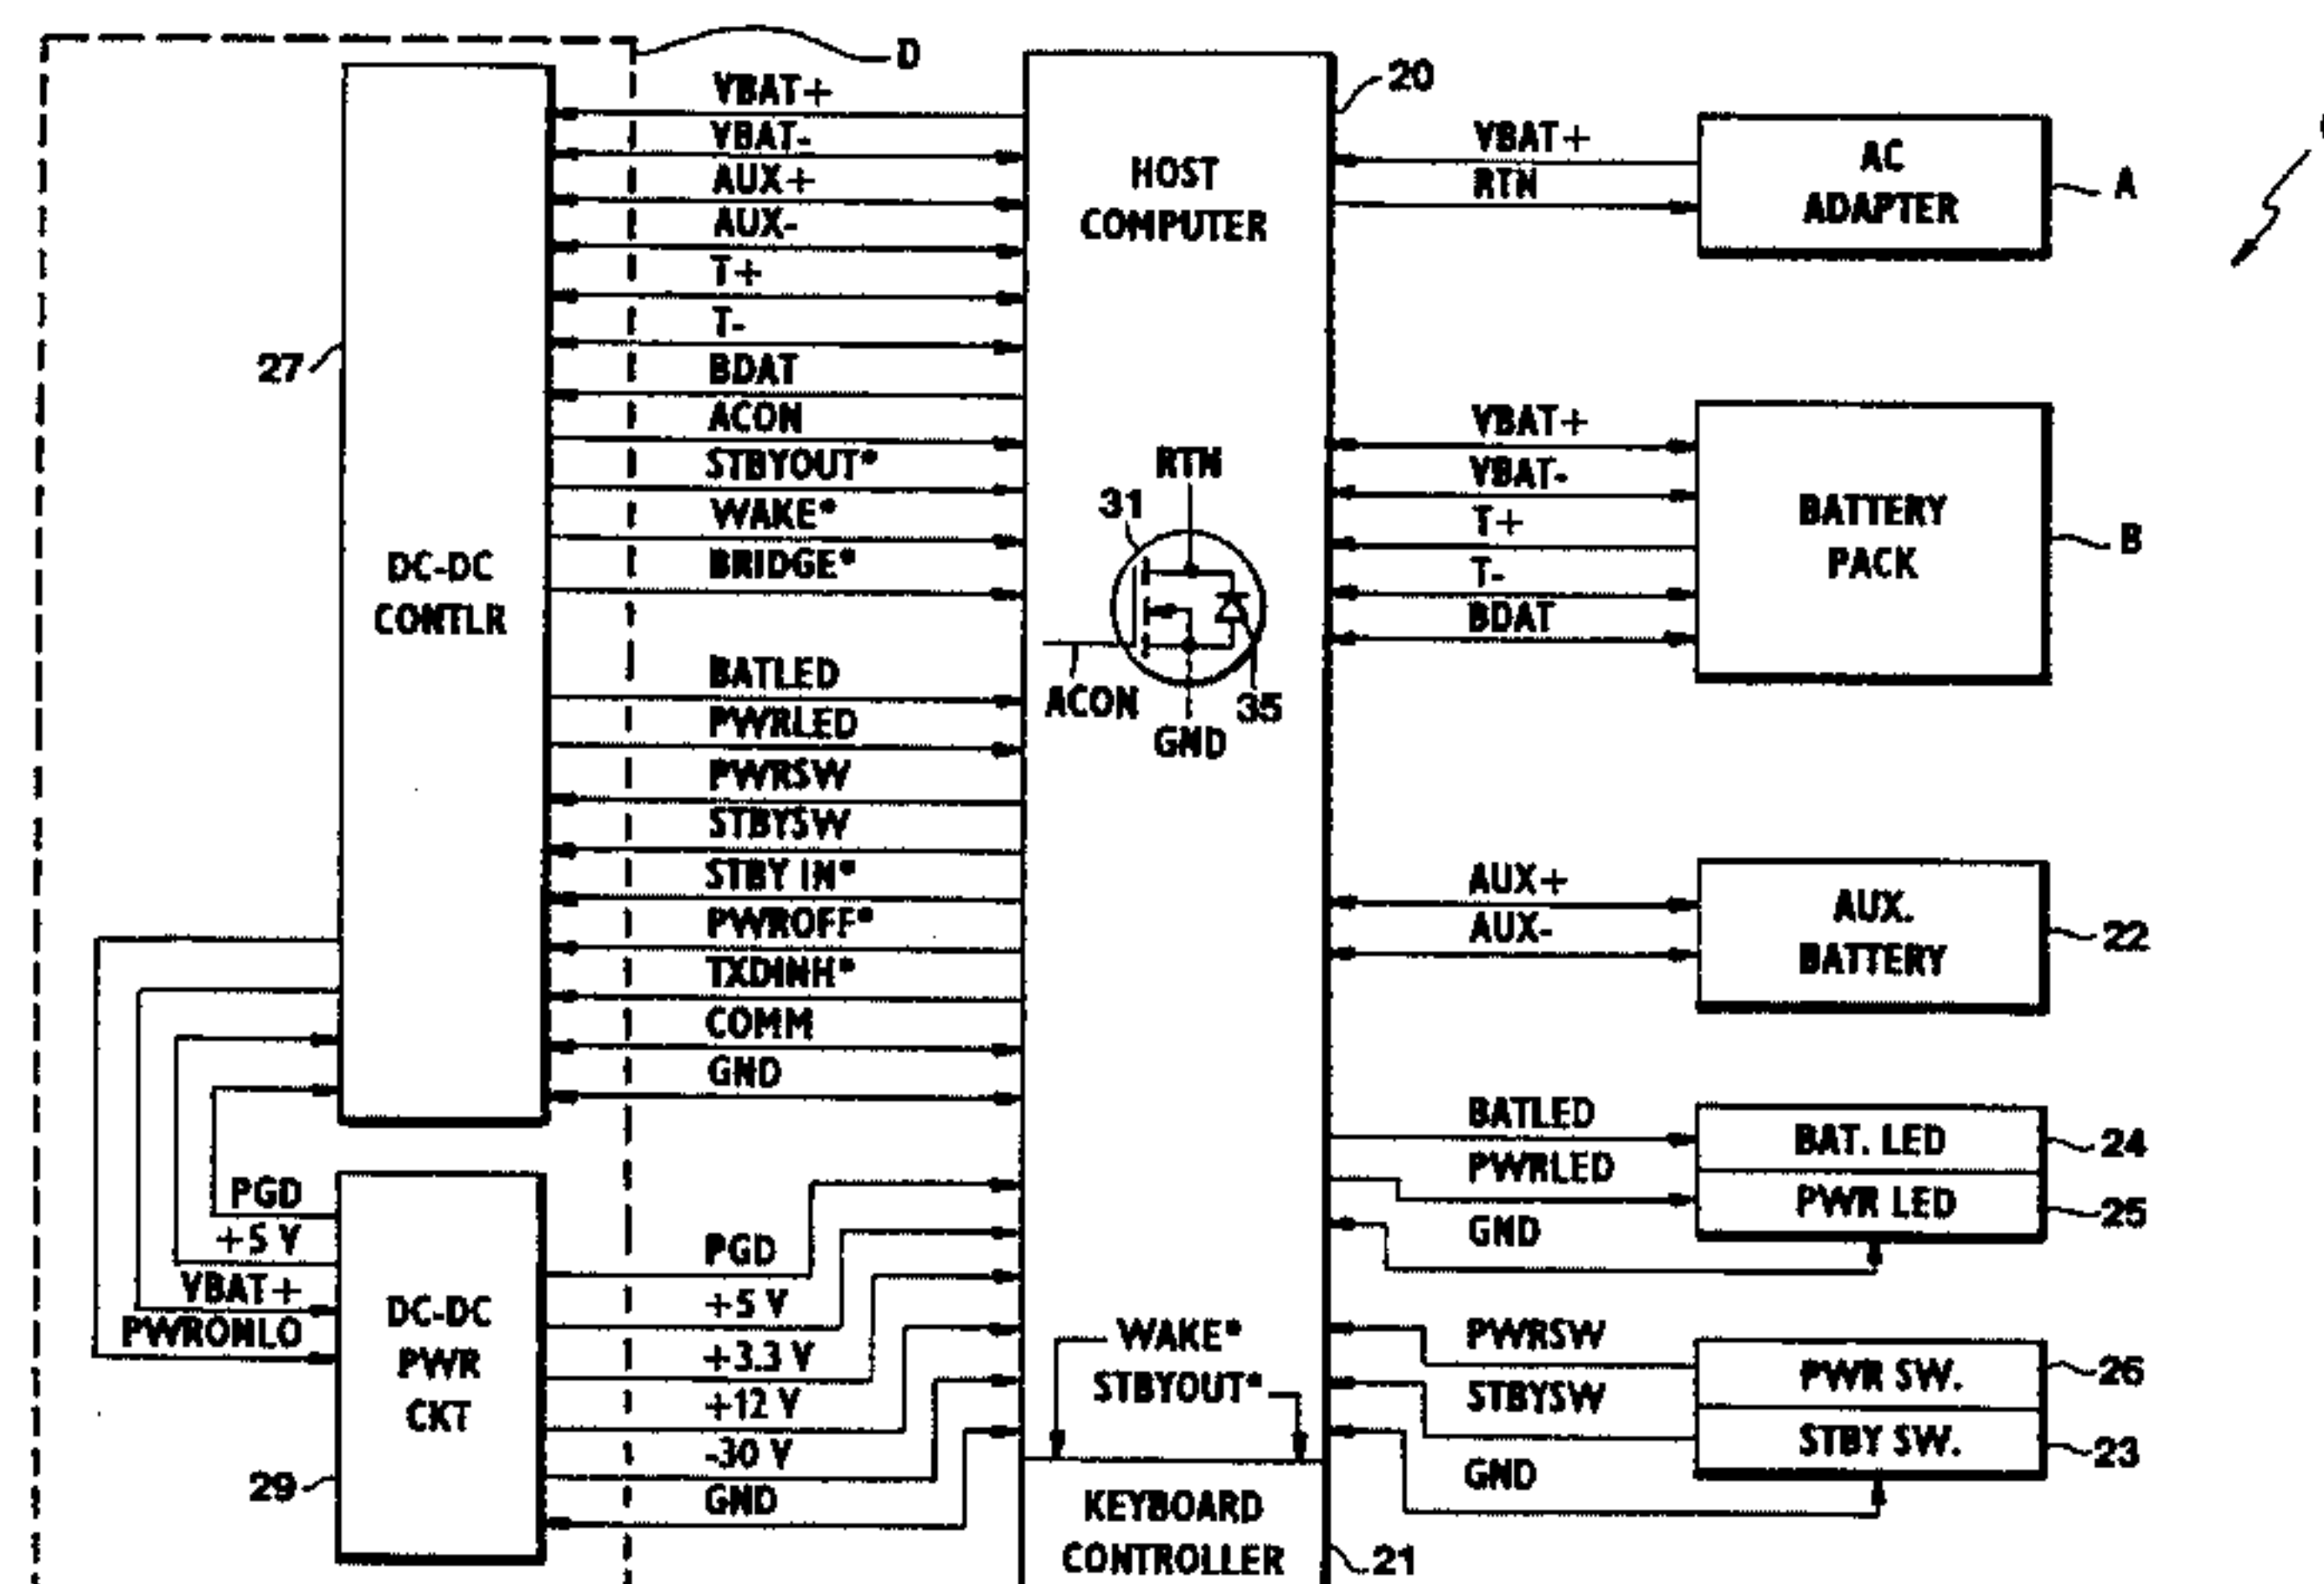 D
20
27
VBAT+
VBAT-
AUX+
AUX-
T+
T-
BDAT
ACON
STBYOUT*
WAKE*
BRIDGE*
BATLED
PWRLED
PWRSW
STBYSW
STBY IN*
PWROFF*
TXDINH*
COMM
GND
DC-DC
CONTLR
PGD
+5 V
VBAT+
PWRONLO
DC-DC
PWR
CKT
29
PGD
+5 V
+3.3 V
+12 V
-30 V
GND
HOST
COMPUTER
RTN
31
ACON
35
GND
WAKE*
STBYOUT*
KEYBOARD
CONTROLLER
21
VBAT+
RTN
AC
ADAPTER
A
VBAT+
VBAT-
T+
T-
BDAT
BATTERY
PACK
B
AUX+
AUX-
AUX.
BATTERY
22
BATLED
PWRLED
GND
BAT. LED
24
PWR LED
25
PWRSW
STBYSW
GND
PWR SW.
26
STBY SW.
23